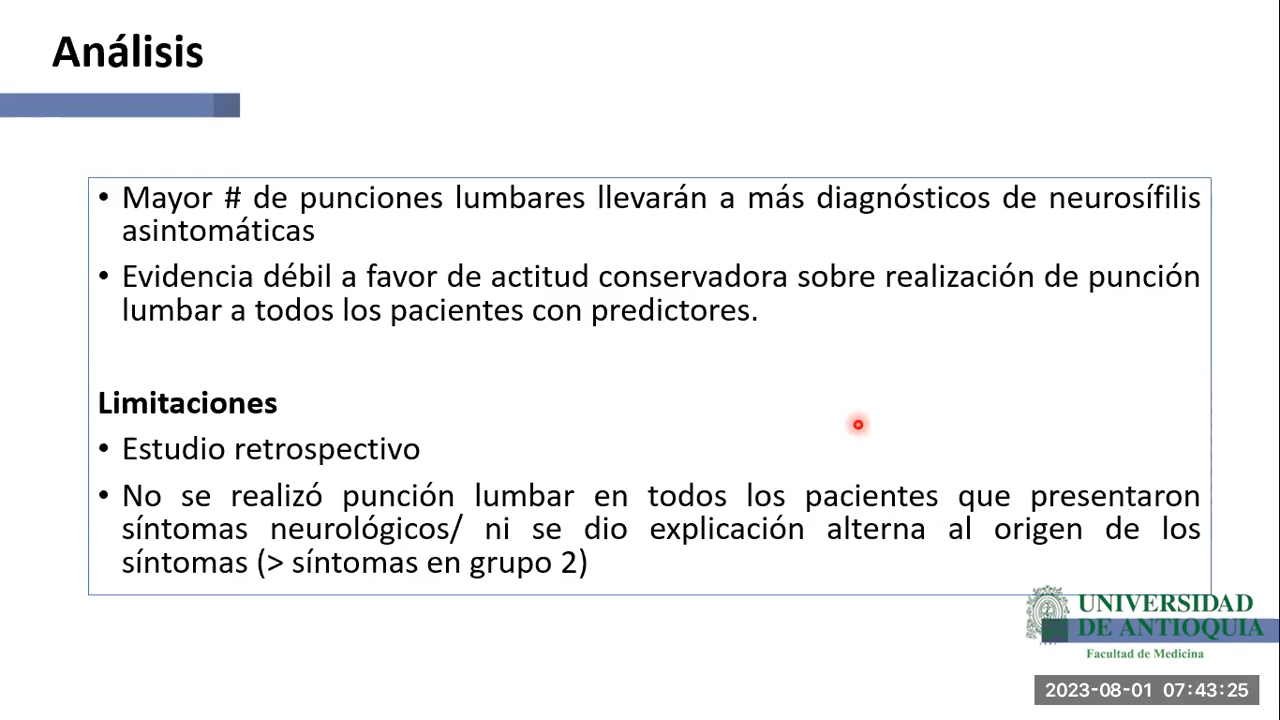 Análisis
• Mayor # de punciones lumbares llevarán a más diagnósticos de neurosífilis
asintomáticas
• Evidencia débil a favor de actitud conservadora sobre realización de punción
lumbar a todos los pacientes con predictores.
Limitaciones
• Estudio retrospectivo
• No se realizó punción lumbar en todos los pacientes que presentaron
síntomas neurológicos/ ni se dio explicación alterna al origen de los
síntomas (> síntomas en grupo 2)
UNIVERSIDAD
DE ANTIOQUIA
Facultad de Medicina
2023-08-01 07:43:25